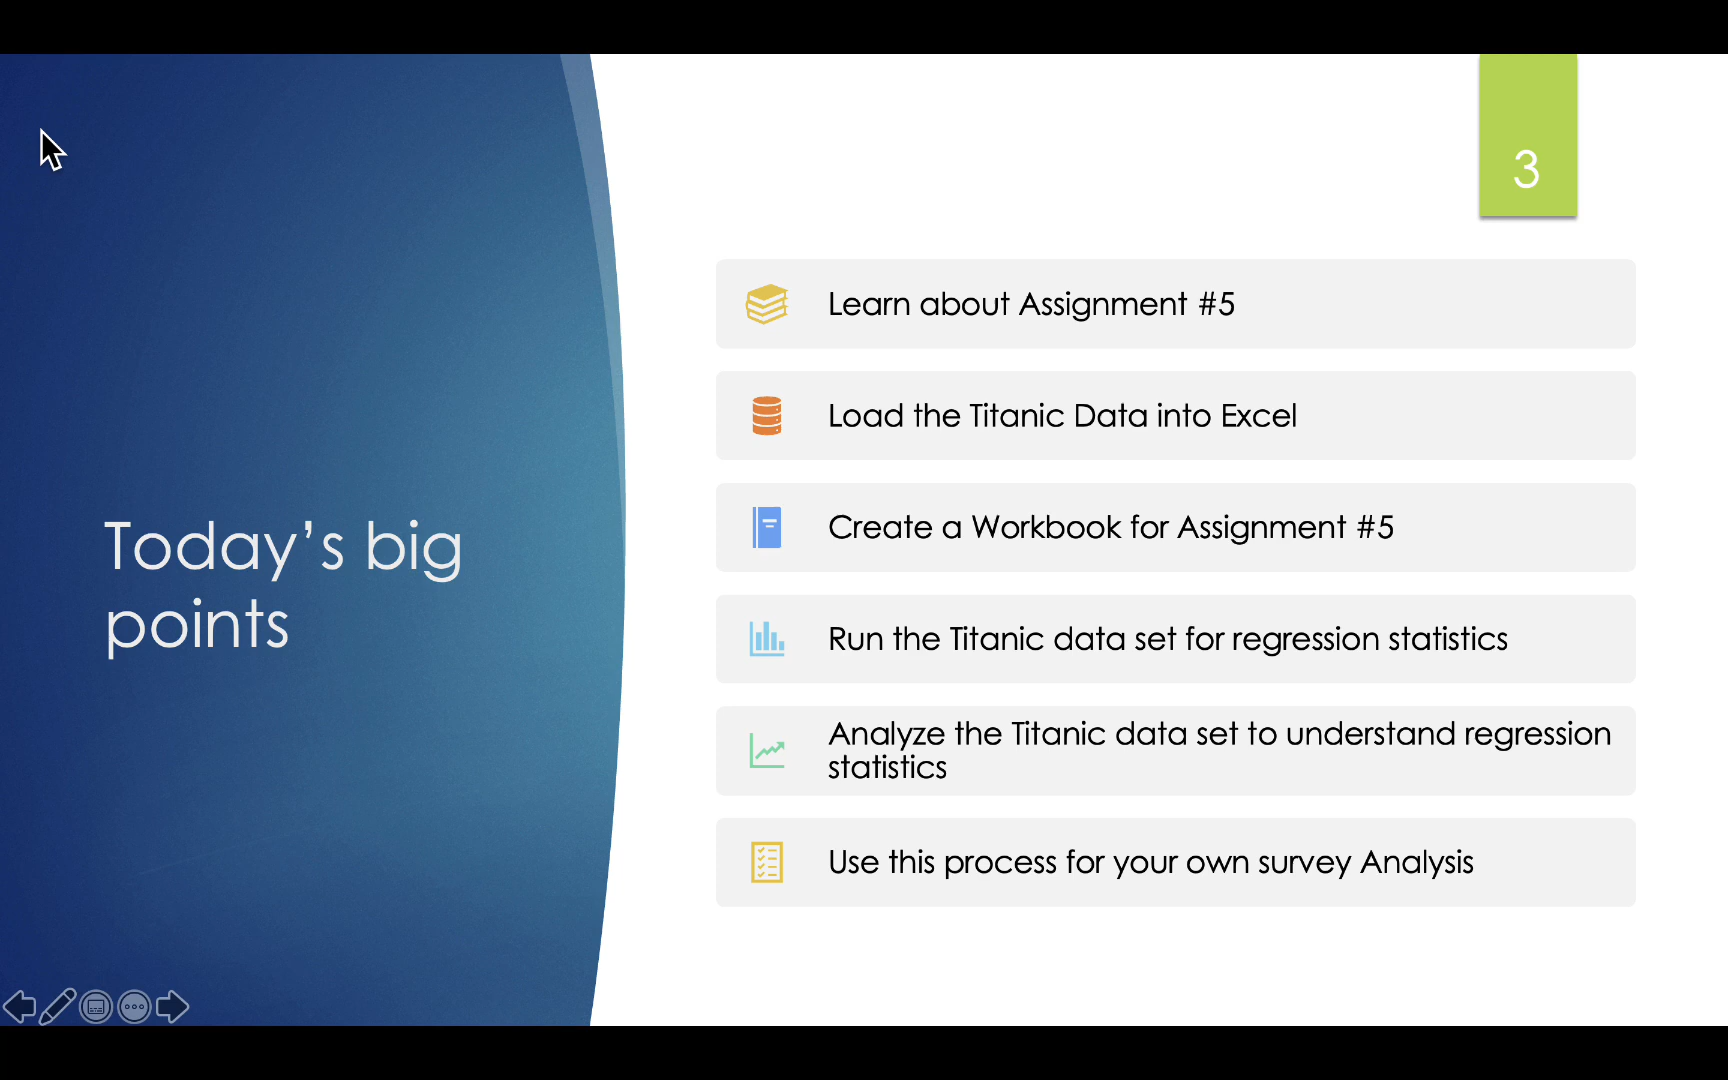 3
Today’s big
points
Learn about Assignment #5
Load the Titanic Data into Excel
Create a Workbook for Assignment #5
Run the Titanic data set for regression statistics
Analyze the Titanic data set to understand regression
statistics
Use this process for your own survey Analysis